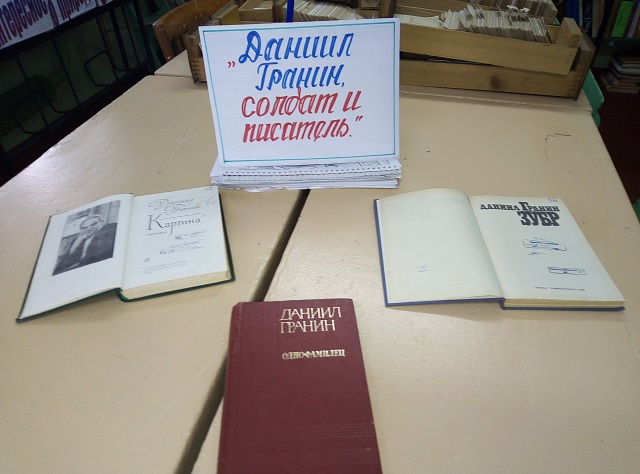 „Даниил
Гранин,
солдат и
писатель."
Даниил
Гранин
Картина
ДАНИИЛ ГРАНИН
ЗУБР
ДАНИИЛ
ГРАНИН
ОДНОФАМИЛЕЦ